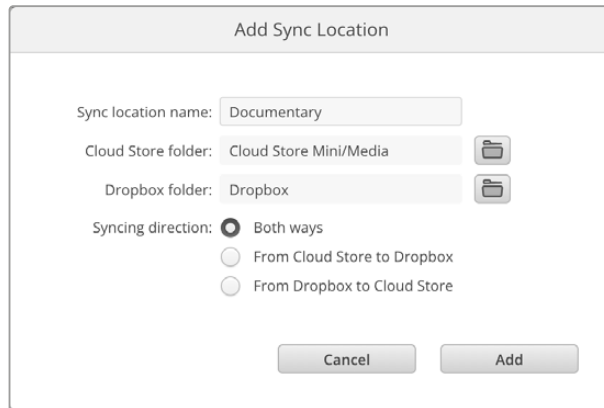 Add Sync Location
Sync location name: Documentary
Cloud Store folder: Cloud Store Mini/Media
Dropbox folder: Dropbox
Syncing direction: Both ways
From Cloud Store to Dropbox
From Dropbox to Cloud Store
Cancel Add